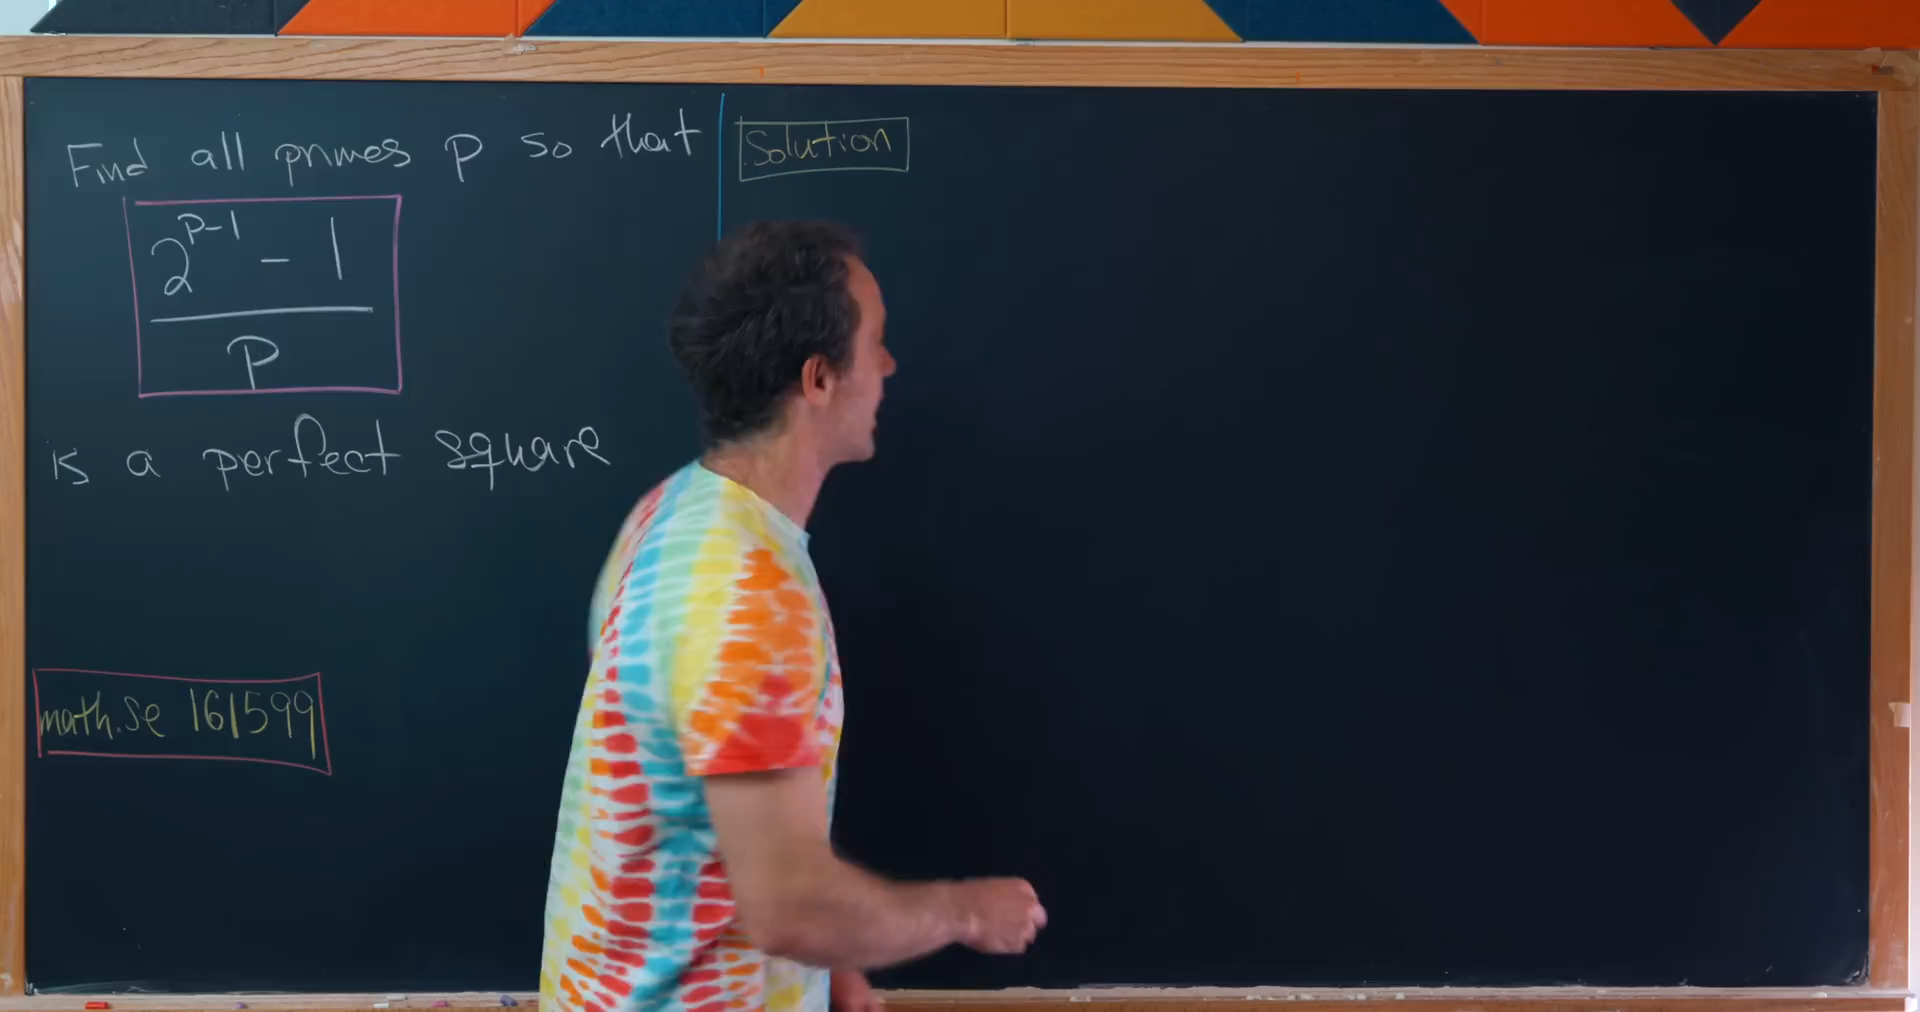 Find all primes p so that
2^{p-1} - 1
p
is a perfect square
math.se 161599
Solution